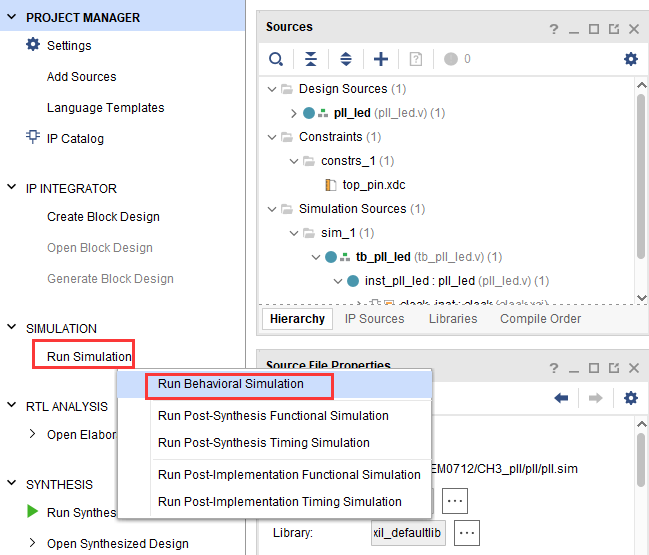 PROJECT MANAGER
Settings
Add Sources
Language Templates
IP Catalog
IP INTEGRATOR
Create Block Design
Open Block Design
Generate Block Design
SIMULATION
Run Simulation
Run Behavioral Simulation
Run Post-Synthesis Functional Simulation
Run Post-Synthesis Timing Simulation
Run Post-Implementation Functional Simulation
Run Post-Implementation Timing Simulation
RTL ANALYSIS
Open Elabor
SYNTHESIS
Run Synthes
Open Synthesized Design
Sources
0
Design Sources (1)
pll_led (pll_led.v) (1)
Constraints (1)
constrs_1 (1)
top_pin.xdc
Simulation Sources (1)
sim_1 (1)
tb_pll_led (tb_pll_led.v) (1)
inst_pll_led : pll_led (pll_led.v) (1)
Hierarchy IP Sources Libraries Compile Order
Source File Properties
EM0712/CH3_pll/pll/pll.sim
Library: xil_defaultlib